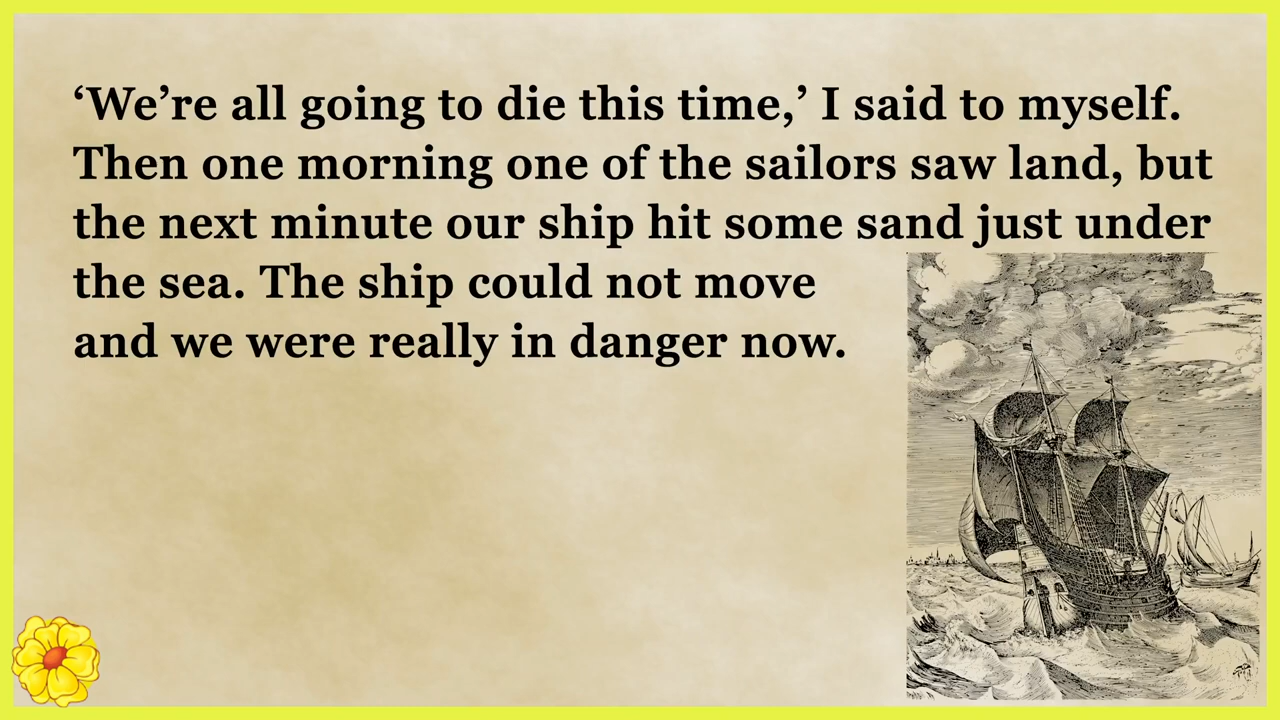 ‘We’re all going to die this time,’ I said to myself.
Then one morning one of the sailors saw land, but
the next minute our ship hit some sand just under
the sea. The ship could not move
and we were really in danger now.